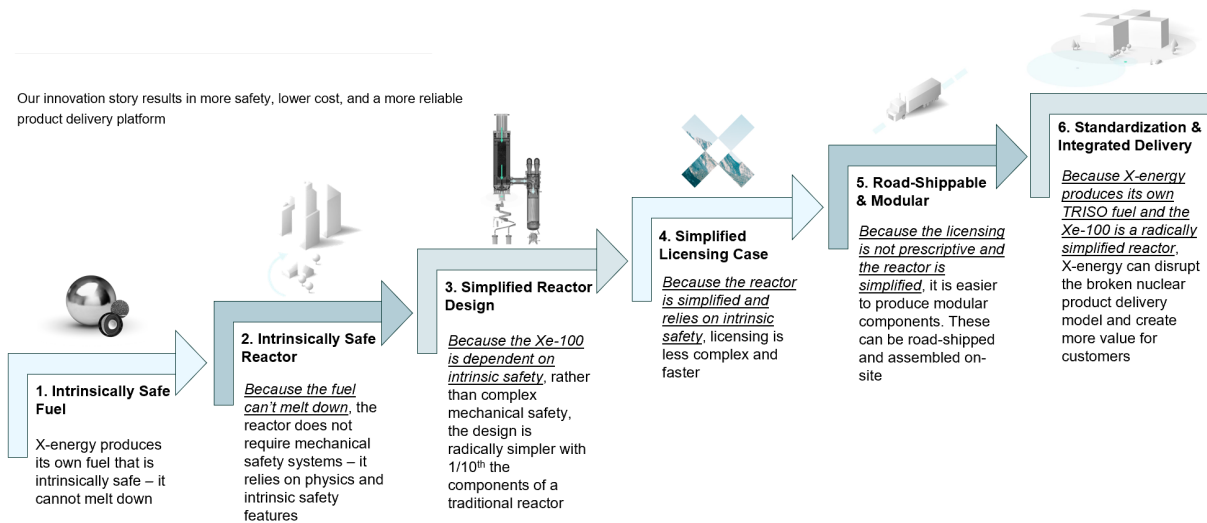 Our innovation story results in more safety, lower cost, and a more reliable
product delivery platform
1. Intrinsically Safe
Fuel
X-energy produces
its own fuel that is
intrinsically safe – it
cannot melt down
2. Intrinsically Safe
Reactor
Because the fuel
can't melt down, the
reactor does not
require mechanical
safety systems – it
relies on physics and
intrinsic safety
features
3. Simplified Reactor
Design
Because the Xe-100
is dependent on
intrinsic safety, rather
than complex
mechanical safety,
the design is
radically simpler with
1/10th the
components of a
traditional reactor
4. Simplified
Licensing Case
Because the reactor
is simplified and
relies on intrinsic
safety, licensing is
less complex and
faster
5. Road-Shippable
& Modular
Because the licensing
is not prescriptive and
the reactor is
simplified, it is easier
to produce modular
components. These
can be road-shipped
and assembled on-
site
6. Standardization &
Integrated Delivery
Because X-energy
produces its own
TRISO fuel and the
Xe-100 is a radically
simplified reactor,
X-energy can disrupt
the broken nuclear
product delivery
model and create
more value for
customers